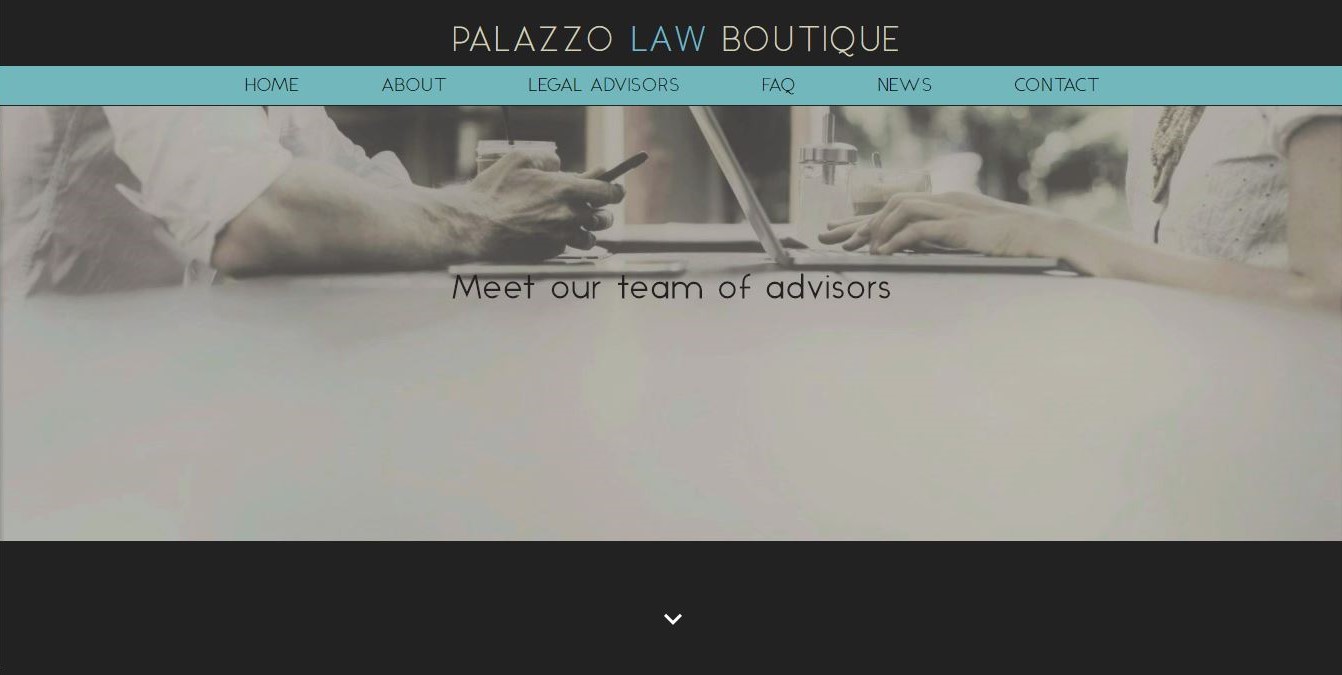 PALAZZO LAW BOUTIQUE
HOME ABOUT LEGAL ADVISORS FAQ NEWS CONTACT
Meet our team of advisors